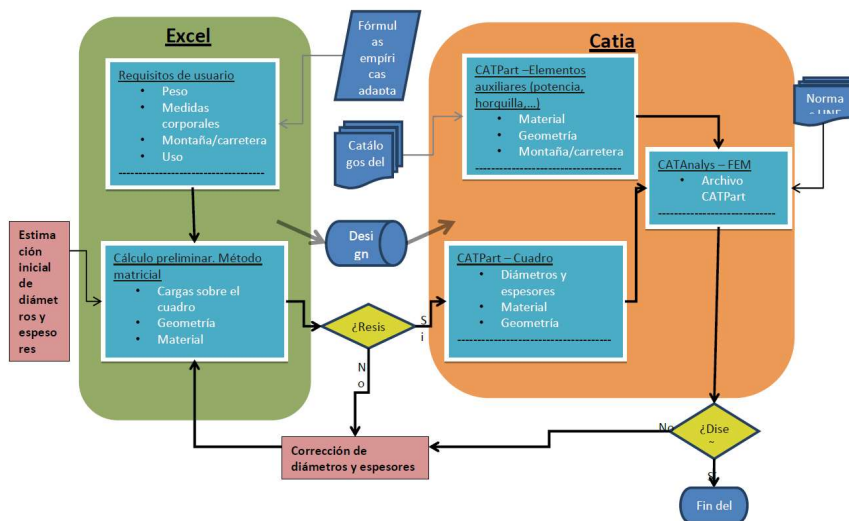 Excel
Requisitos de usuario
• Peso
• Medidas
corporales
• Montaña/carretera
• Uso
Fórmul
as
empíri
cas
adapta
Catálo
gos del
Desi
gn
Estima
ción
inicial
de
diámet
ros y
espeso
res
Cálculo preliminar. Método
matricial
• Cargas sobre el
cuadro
• Geometría
• Material
¿Resis
S
i
N
o
Corrección de
diámetros y espesores
Catia
CATPart –Elementos
auxiliares (potencia,
horquilla,...)
• Material
• Geometría
• Montaña/carretera
CATPart – Cuadro
• Diámetros y
espesores
• Material
• Geometría
CATAnalys – FEM
• Archivo
CATPart
Norma
No
¿Dise
Fin del